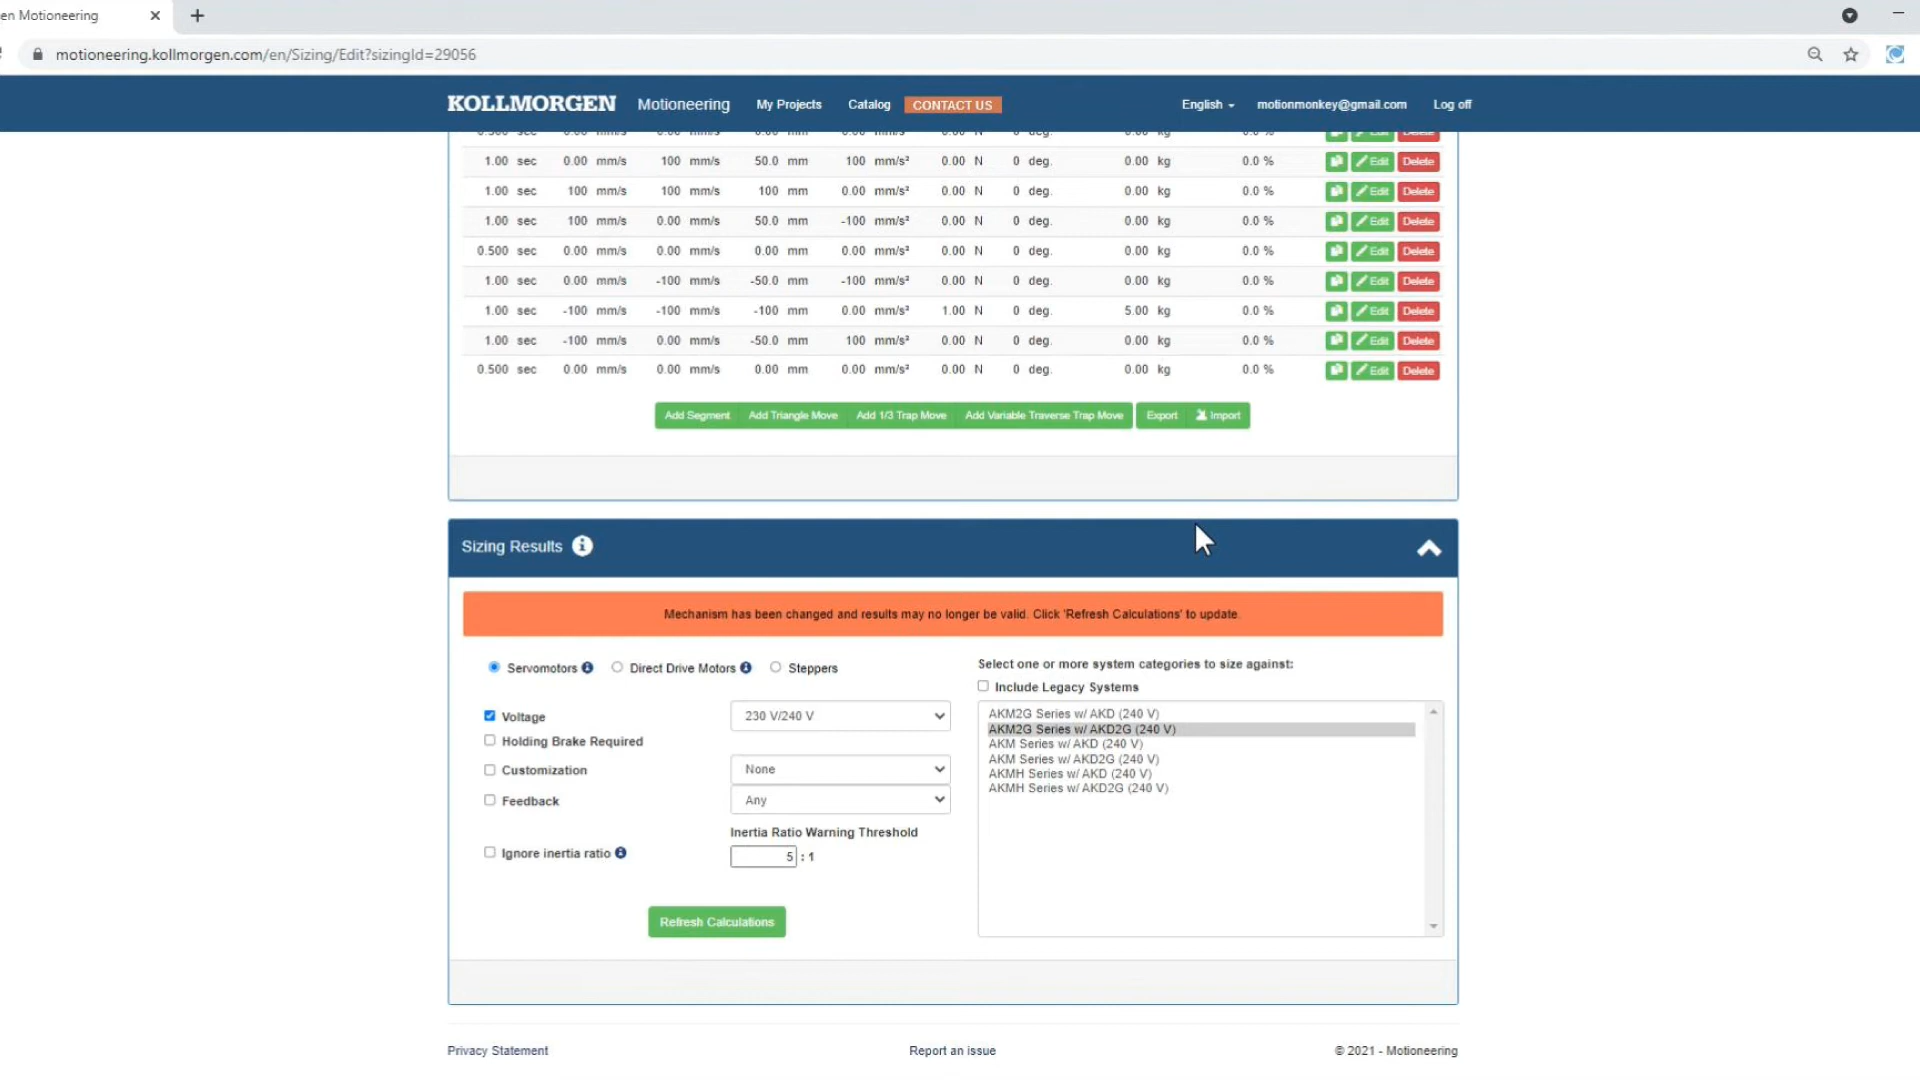 en Motioneering
motioneering.kollmorgen.com/en/Sizing/Edit?sizingId=29056
KOLLMORGEN Motioneering My Projects Catalog CONTACT US English motionmonkey@gmail.com Log off
1.00 sec 0.00 mm/s 100 mm/s 50.0 mm 100 mm/s² 0.00 N 0 deg. 0.00 kg 0.0 % Edit Delete
1.00 sec 100 mm/s 100 mm/s 100 mm 0.00 mm/s² 0.00 N 0 deg. 0.00 kg 0.0 % Edit Delete
1.00 sec 100 mm/s 0.00 mm/s 50.0 mm -100 mm/s² 0.00 N 0 deg. 0.00 kg 0.0 % Edit Delete
0.500 sec 0.00 mm/s 0.00 mm/s 0.00 mm 0.00 mm/s² 0.00 N 0 deg. 0.00 kg 0.0 % Edit Delete
1.00 sec 0.00 mm/s -100 mm/s -50.0 mm -100 mm/s² 0.00 N 0 deg. 0.00 kg 0.0 % Edit Delete
1.00 sec -100 mm/s -100 mm/s -100 mm 0.00 mm/s² 1.00 N 0 deg. 5.00 kg 0.0 % Edit Delete
1.00 sec -100 mm/s 0.00 mm/s -50.0 mm 100 mm/s² 0.00 N 0 deg. 0.00 kg 0.0 % Edit Delete
0.500 sec 0.00 mm/s 0.00 mm/s 0.00 mm 0.00 mm/s² 0.00 N 0 deg. 0.00 kg 0.0 % Edit Delete
Add Segment Add Triangle Move Add 1/3 Trap Move Add Variable Traverse Trap Move Export Import
Sizing Results
Mechanism has been changed and results may no longer be valid. Click 'Refresh Calculations' to update.
Servomotors Direct Drive Motors Steppers
Voltage 230 V/240 V
Holding Brake Required
Customization None
Feedback Any
Inertia Ratio Warning Threshold
Ignore inertia ratio 5 : 1
Refresh Calculations
Select one or more system categories to size against:
Include Legacy Systems
AKM2G Series w/ AKD (240 V)
AKM2G Series w/ AKD2G (240 V)
AKM Series w/ AKD (240 V)
AKM Series w/ AKD2G (240 V)
AKMH Series w/ AKD (240 V)
AKMH Series w/ AKD2G (240 V)
Privacy Statement Report an issue © 2021 - Motioneering